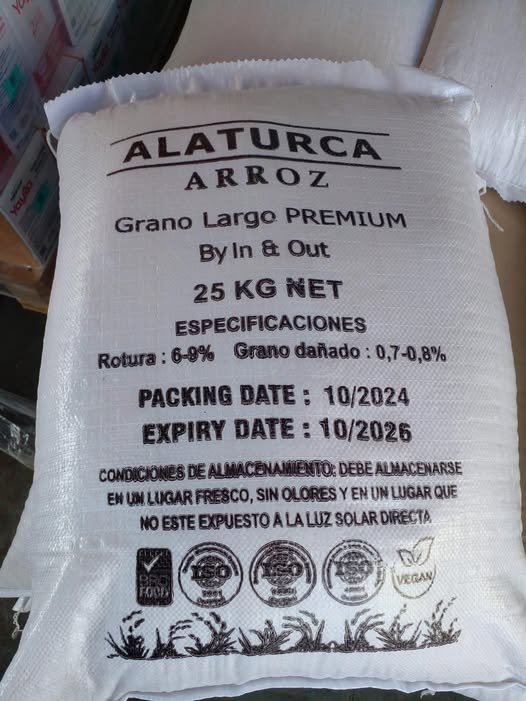 ALATURCA
ARROZ
Grano Largo PREMIUM
By In & Out
25 KG NET
ESPECIFICACIONES
Rotura : 6-9% Grano dañado : 0,7-0,8%
PACKING DATE : 10/2024
EXPIRY DATE : 10/2026
CONDICIONES DE ALMACENAMIENTO: DEBE ALMACENARSE
EN UN LUGAR FRESCO, SIN OLORES Y EN UN LUGAR QUE
NO ESTE EXPUESTO A LA LUZ SOLAR DIRECTA
BRC
FOOD
ISO
ISO
ISO
VEGAN
Yayla
Yayla